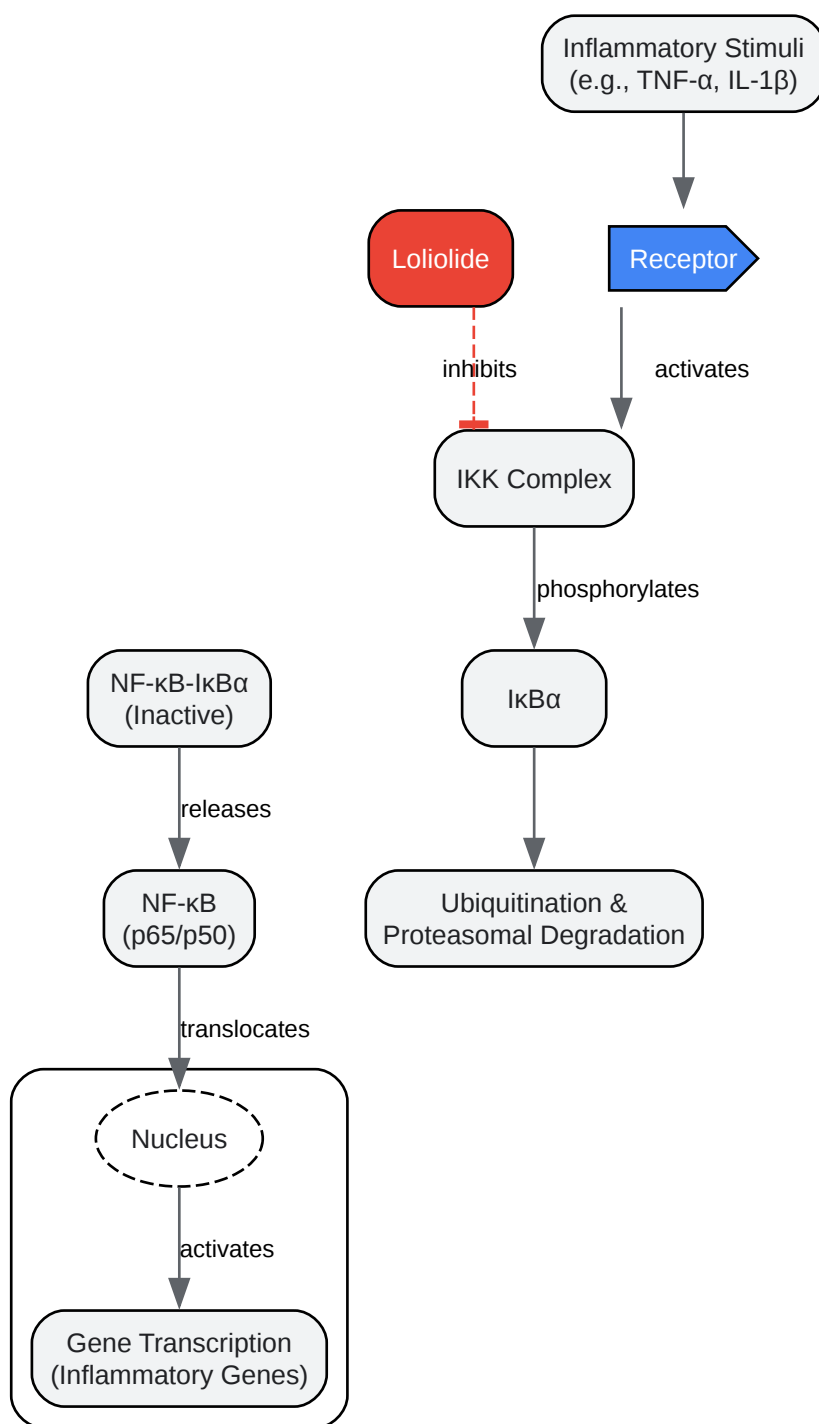 Inflammatory Stimuli
(e.g., TNF-α, IL-1β)
Loliolide
Receptor
inhibits
activates
IKK Complex
phosphorylates
NF-κB-IκBα
(Inactive)
IκBα
releases
NF-κB
(p65/p50)
Ubiquitination &
Proteasomal Degradation
translocates
Nucleus
activates
Gene Transcription
(Inflammatory Genes)